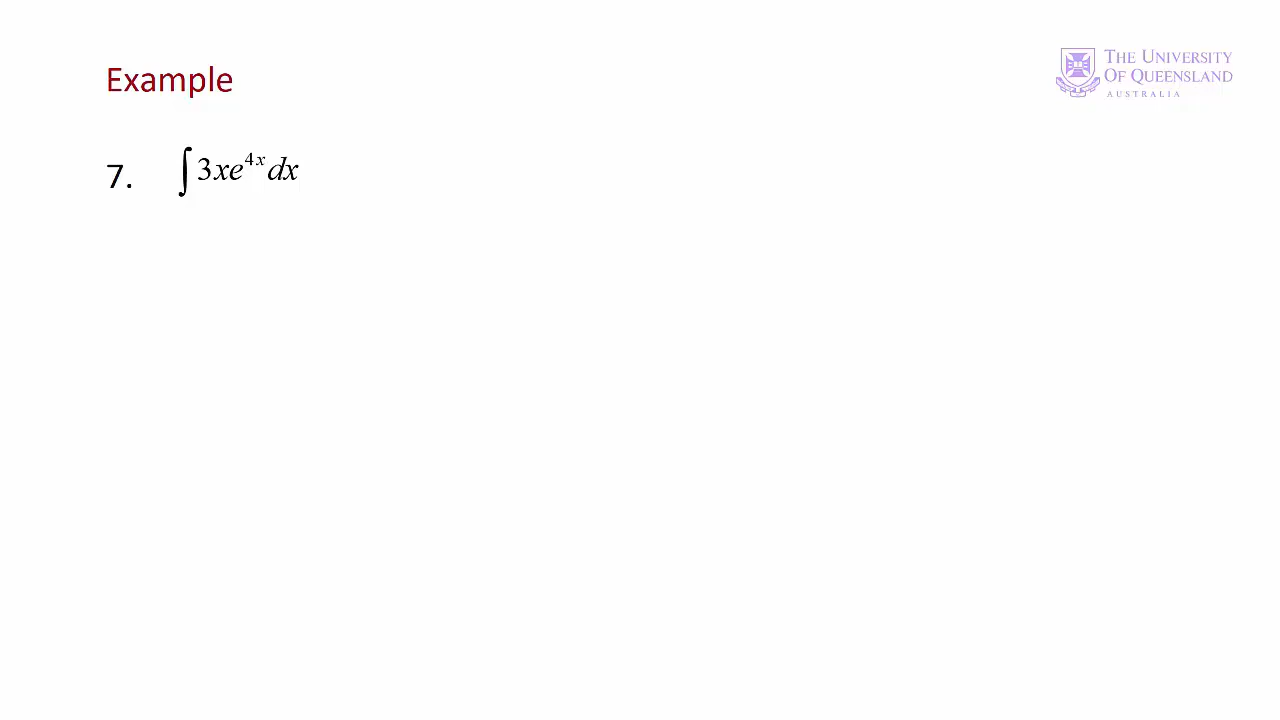 Example
THE UNIVERSITY
OF QUEENSLAND
AUSTRALIA
7. ∫3xe^{4x}dx